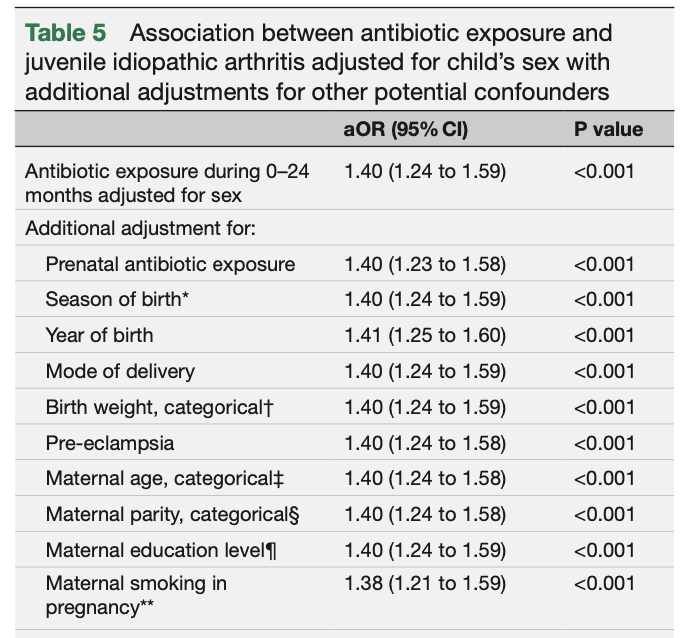 Table 5 Association between antibiotic exposure and
juvenile idiopathic arthritis adjusted for child’s sex with
additional adjustments for other potential confounders
aOR (95% CI) P value
Antibiotic exposure during 0–24 1.40 (1.24 to 1.59) <0.001
months adjusted for sex
Additional adjustment for:
Prenatal antibiotic exposure 1.40 (1.23 to 1.58) <0.001
Season of birth* 1.40 (1.24 to 1.59) <0.001
Year of birth 1.41 (1.25 to 1.60) <0.001
Mode of delivery 1.40 (1.24 to 1.59) <0.001
Birth weight, categorical† 1.40 (1.24 to 1.59) <0.001
Pre-eclampsia 1.40 (1.24 to 1.58) <0.001
Maternal age, categorical‡ 1.40 (1.24 to 1.58) <0.001
Maternal parity, categorical§ 1.40 (1.24 to 1.58) <0.001
Maternal education level¶ 1.40 (1.24 to 1.59) <0.001
Maternal smoking in 1.38 (1.21 to 1.59) <0.001
pregnancy**